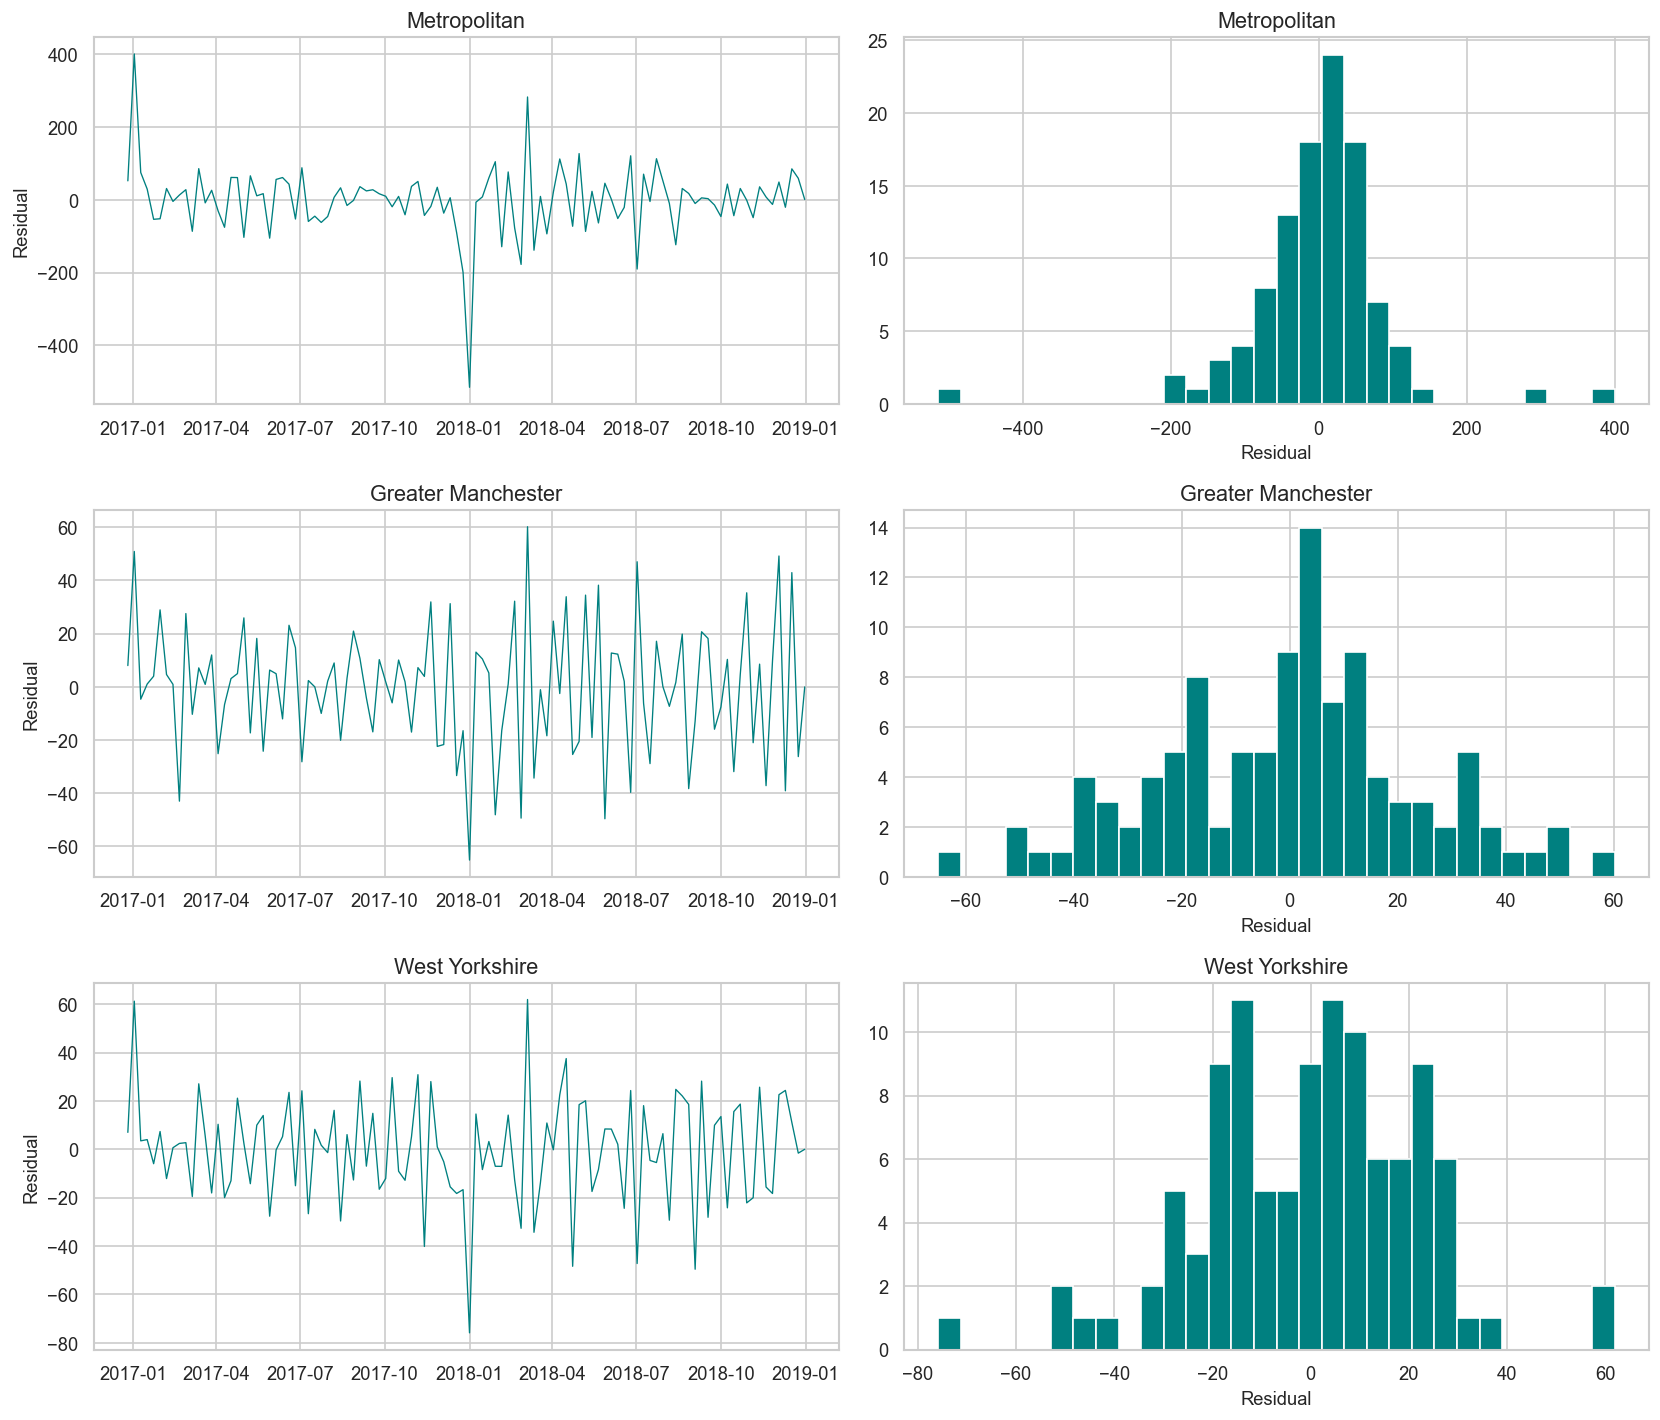 Metropolitan
Metropolitan
Residual
400
200
0
−200
−400
2017-01 2017-04 2017-07 2017-10 2018-01 2018-04 2018-07 2018-10 2019-01
25
20
15
10
5
0
−400 −200 0 200 400
Residual
Greater Manchester
Greater Manchester
Residual
60
40
20
0
−20
−40
−60
2017-01 2017-04 2017-07 2017-10 2018-01 2018-04 2018-07 2018-10 2019-01
14
12
10
8
6
4
2
0
−60 −40 −20 0 20 40 60
Residual
West Yorkshire
West Yorkshire
Residual
60
40
20
0
−20
−40
−60
−80
2017-01 2017-04 2017-07 2017-10 2018-01 2018-04 2018-07 2018-10 2019-01
10
8
6
4
2
0
−80 −60 −40 −20 0 20 40 60
Residual